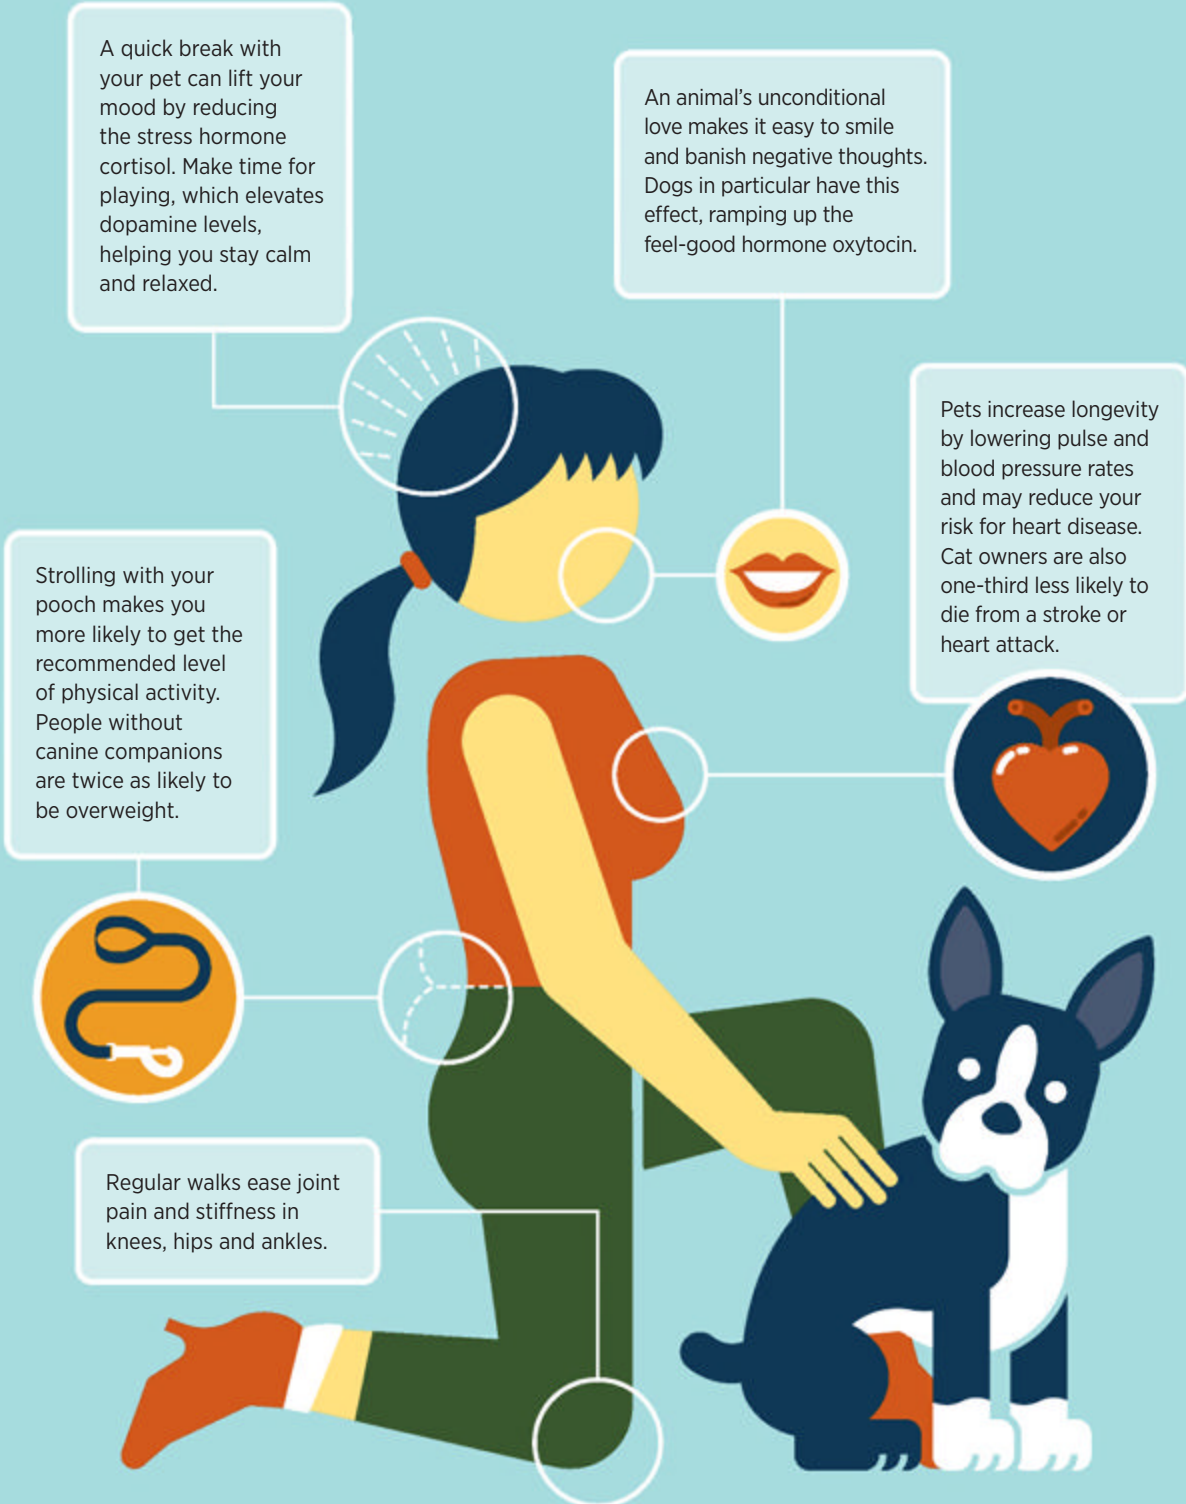 A quick break with
your pet can lift your
mood by reducing
the stress hormone
cortisol. Make time for
playing, which elevates
dopamine levels,
helping you stay calm
and relaxed.
An animal’s unconditional
love makes it easy to smile
and banish negative thoughts.
Dogs in particular have this
effect, ramping up the
feel-good hormone oxytocin.
Pets increase longevity
by lowering pulse and
blood pressure rates
and may reduce your
risk for heart disease.
Cat owners are also
one-third less likely to
die from a stroke or
heart attack.
Strolling with your
pooch makes you
more likely to get the
recommended level
of physical activity.
People without
canine companions
are twice as likely to
be overweight.
Regular walks ease joint
pain and stiffness in
knees, hips and ankles.